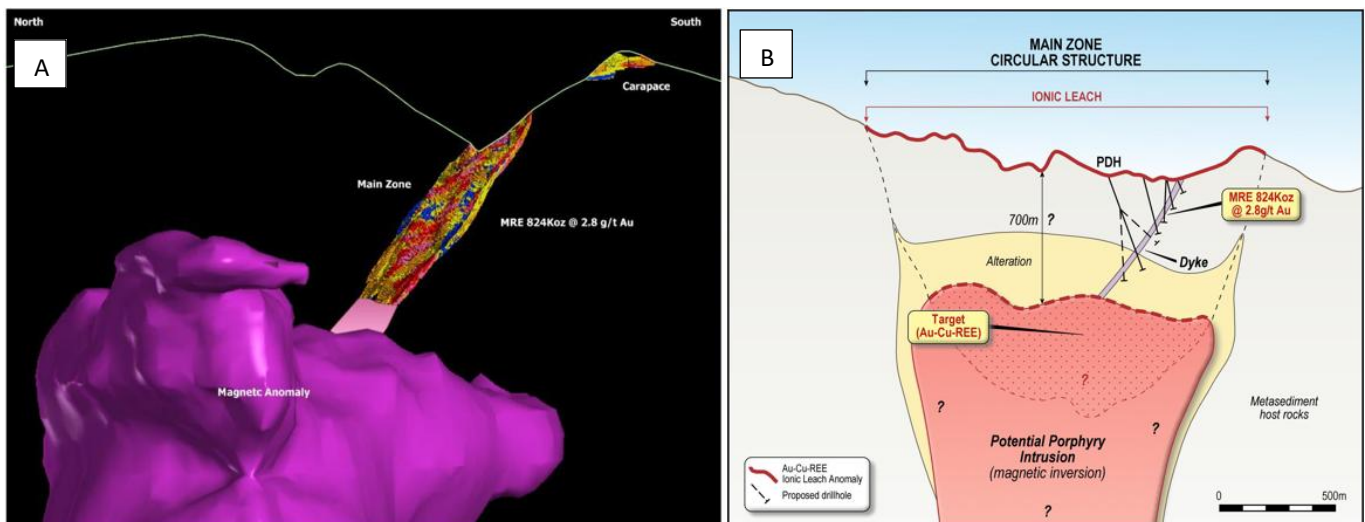 North
South
A
Carapace
Main Zone
MRE 824Koz @ 2.8 g/t Au
Magnetc Anomaly
B
MAIN ZONE
CIRCULAR STRUCTURE
IONIC LEACH
PDH
MRE 824Koz
@ 2.8g/t Au
700m ?
Dyke
Alteration
Target
(Au-Cu-REE)
?
?
?
Metasediment
host rocks
Potential Porphyry
Intrusion
(magnetic inversion)
?
Au-Cu-REE
Ionic Leach Anomaly
Proposed drillhole
0 500m